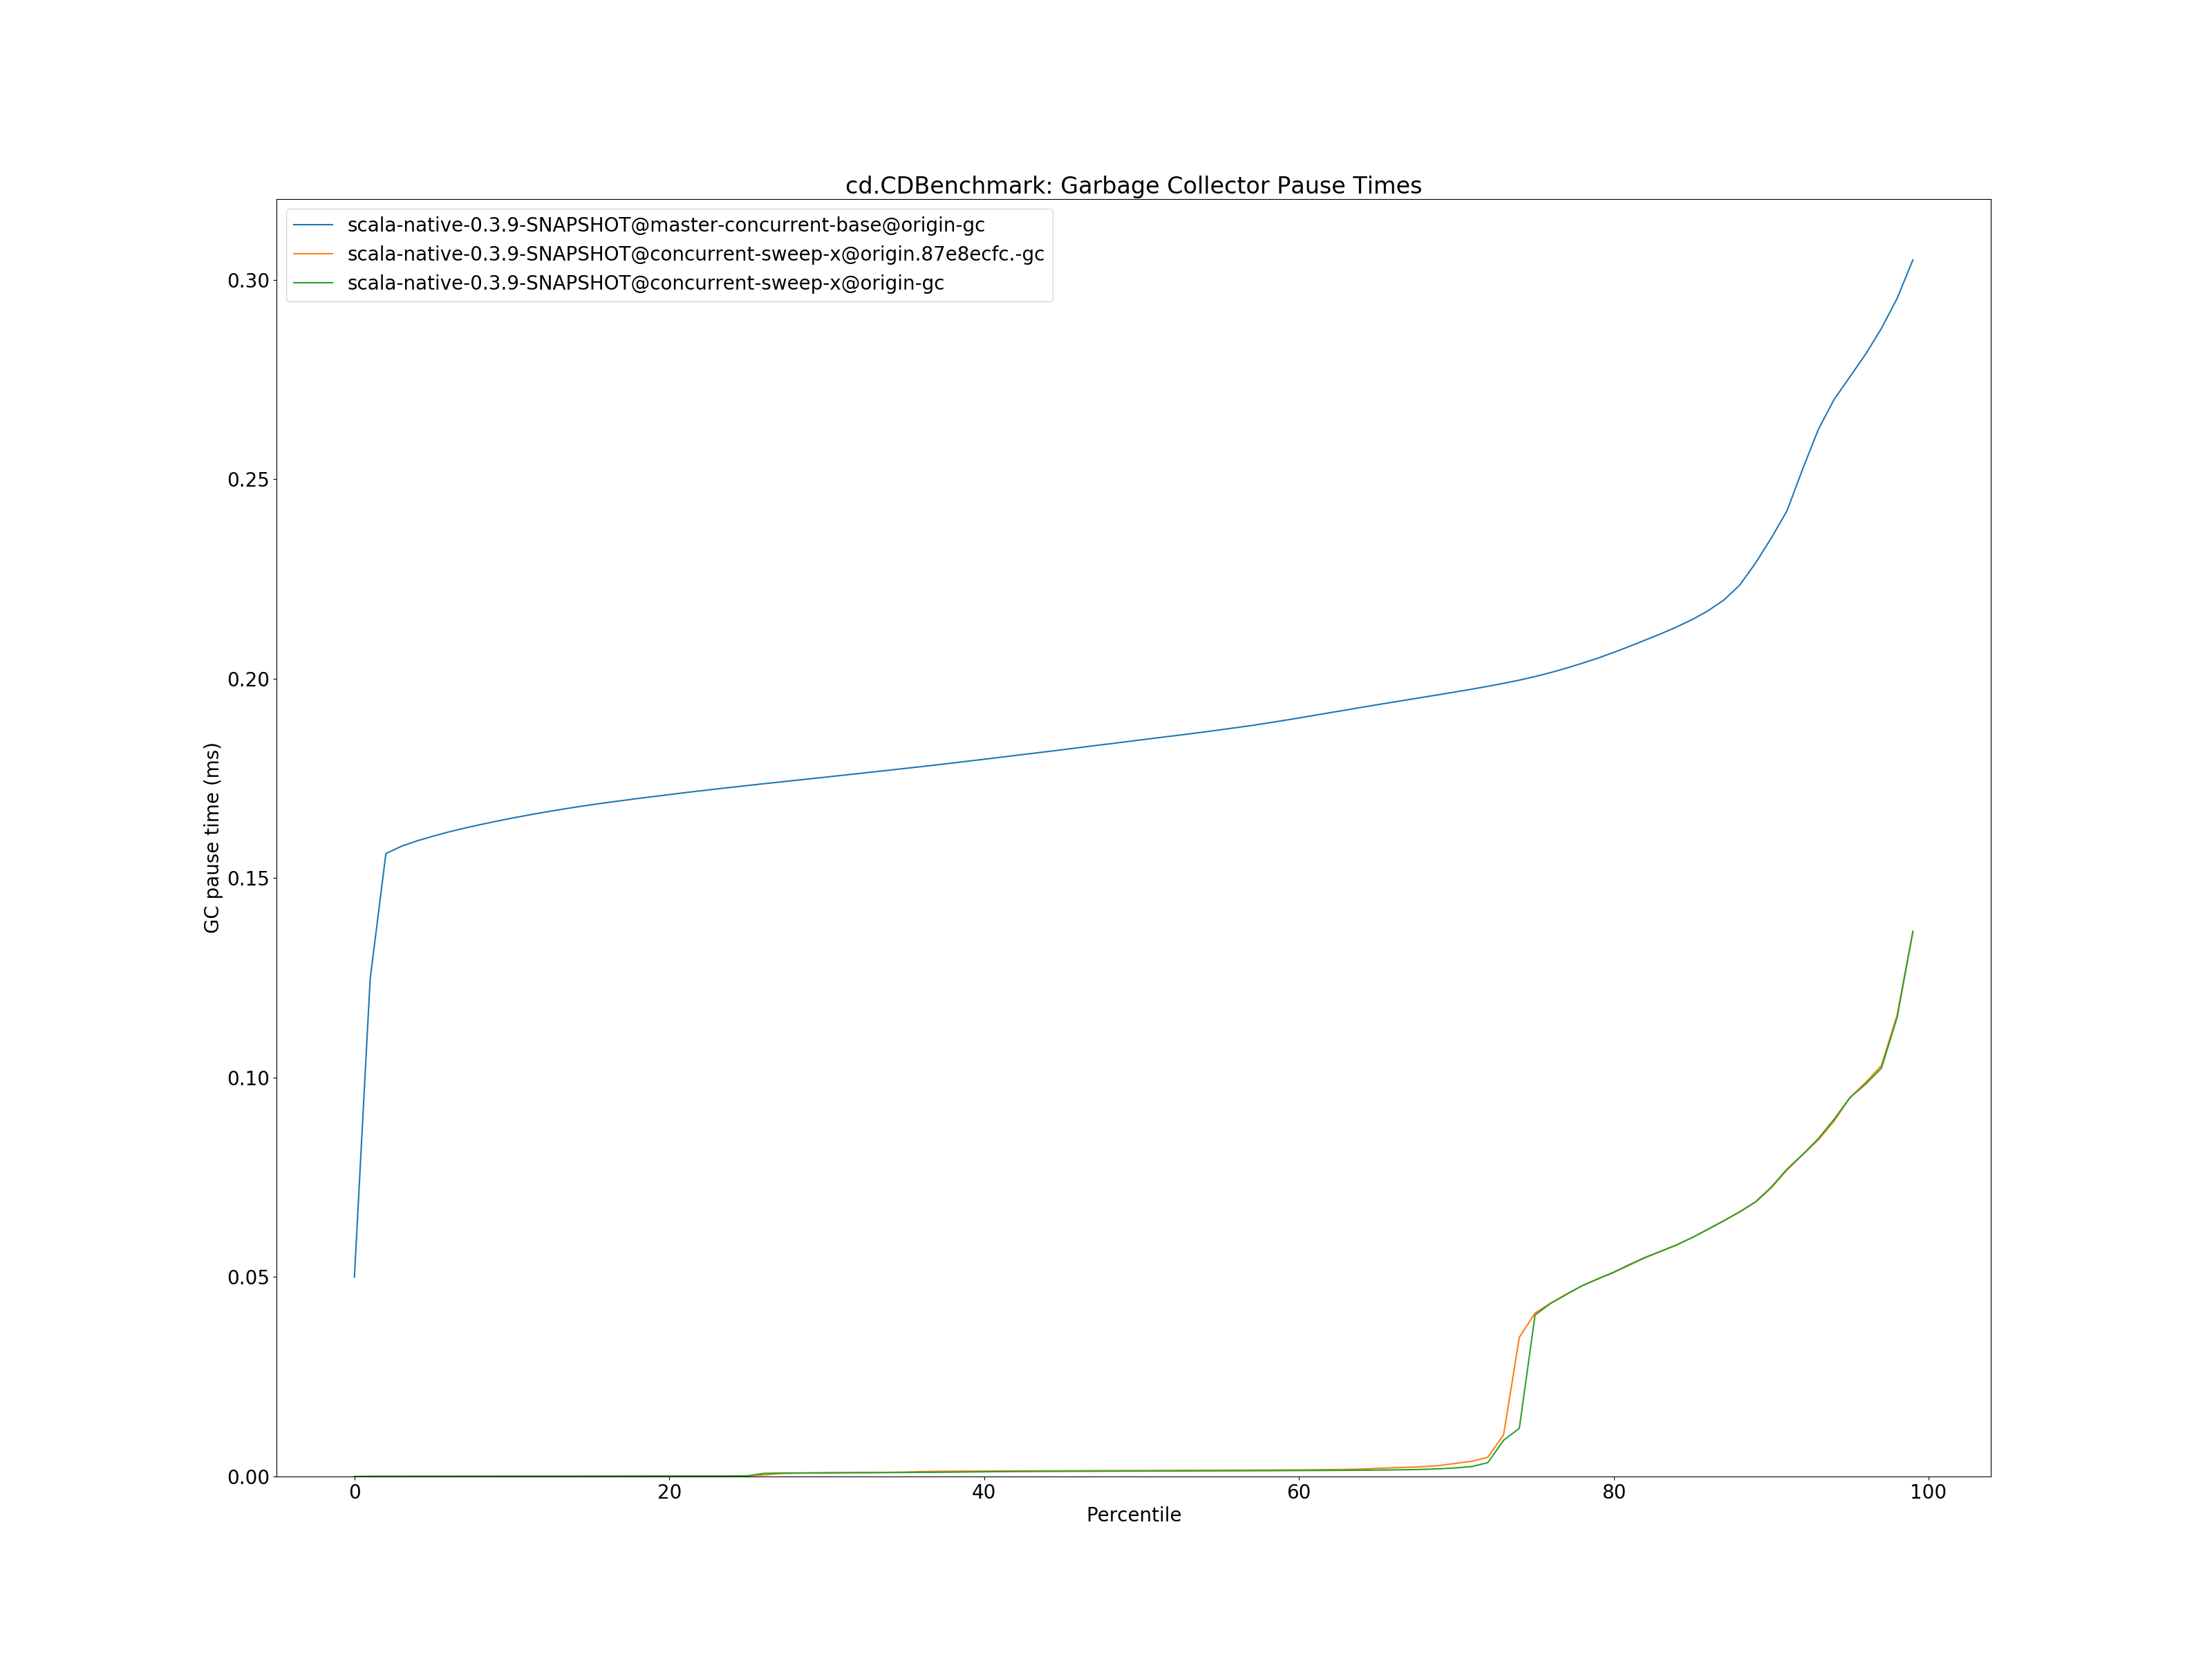 cd.CDBenchmark: Garbage Collector Pause Times
scala-native-0.3.9-SNAPSHOT@master-concurrent-base@origin-gc
scala-native-0.3.9-SNAPSHOT@concurrent-sweep-x@origin.87e8ecfc.-gc
scala-native-0.3.9-SNAPSHOT@concurrent-sweep-x@origin-gc
0.30
0.25
0.20
0.15
0.10
0.05
0.00
GC pause time (ms)
0 20 40 60 80 100
Percentile